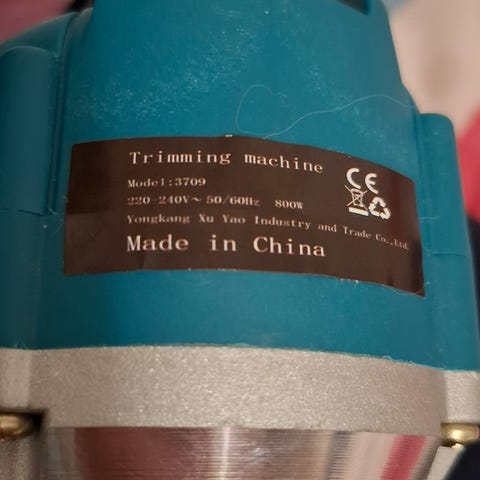 Trimming machine
Model:3709
220-240V~ 50/60Hz 800W
Yongkang Xu Yao Industry and Trade Co.,Ltd.
Made in China
CE